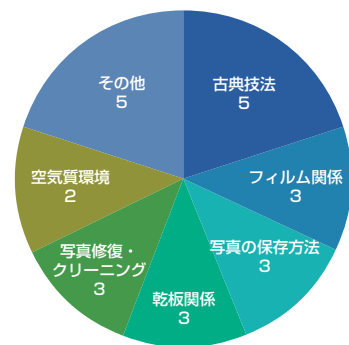 古典技法
5
フィルム関係
3
写真の保存方法
3
乾板関係
3
写真修復・
クリーニング
3
空気質環境
2
その他
5